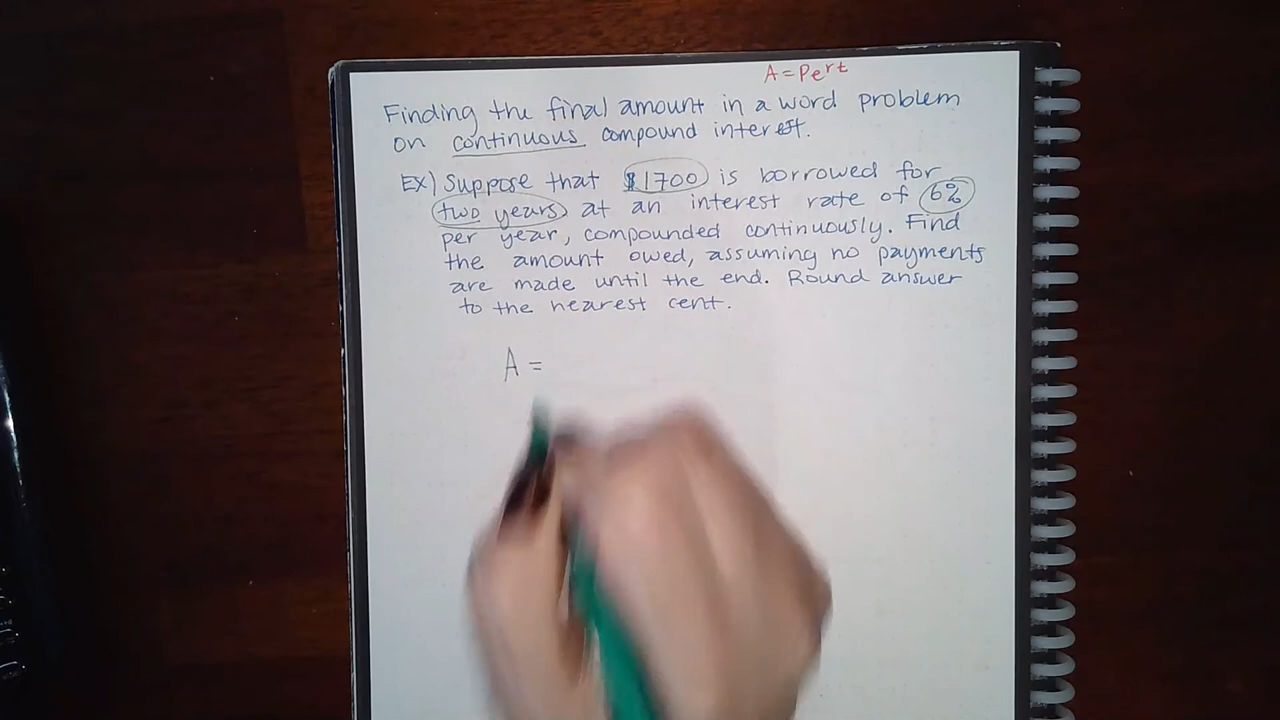 A = Pe^rt
Finding the final amount in a word problem
on continuous compound interest.
EX) Suppose that $1700 is borrowed for
two years at an interest rate of 6%
per year, compounded continuously. Find
the amount owed, assuming no payments
are made until the end. Round answer
to the nearest cent.
A =